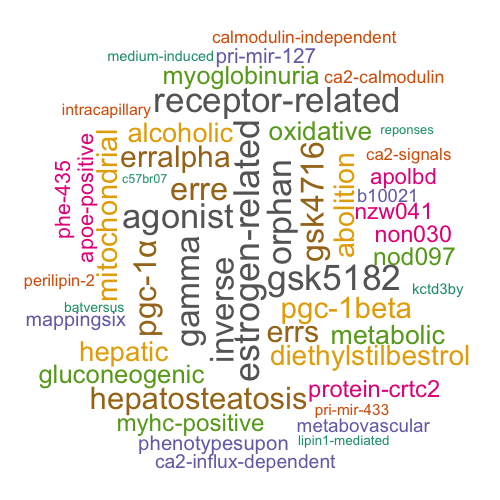 calmodulin-independent
medium-induced
pri-mir-127
myoglobinuria
ca2-calmodulin
intracapillary
receptor-related
alcoholic
oxidative
reponses
erralpha
ca2-signals
phe-435
apoe-positive
mitochondrial
c57br07
erre
estrogen-related
orphan
gsk4716
abolition
apolbd
b10021
nzw041
agonist
non030
pgc-1α
gamma
inverse
nod097
perilipin-2
gsk5182
kctd3by
batversus
mappingsix
pgc-1beta
errs
metabolic
hepatic
diethylstilbestrol
gluconeogenic
hepatosteatosis
protein-crtc2
pri-mir-433
myhc-positive
metabovascular
phenotypesupon
lipin1-mediated
ca2-influx-dependent